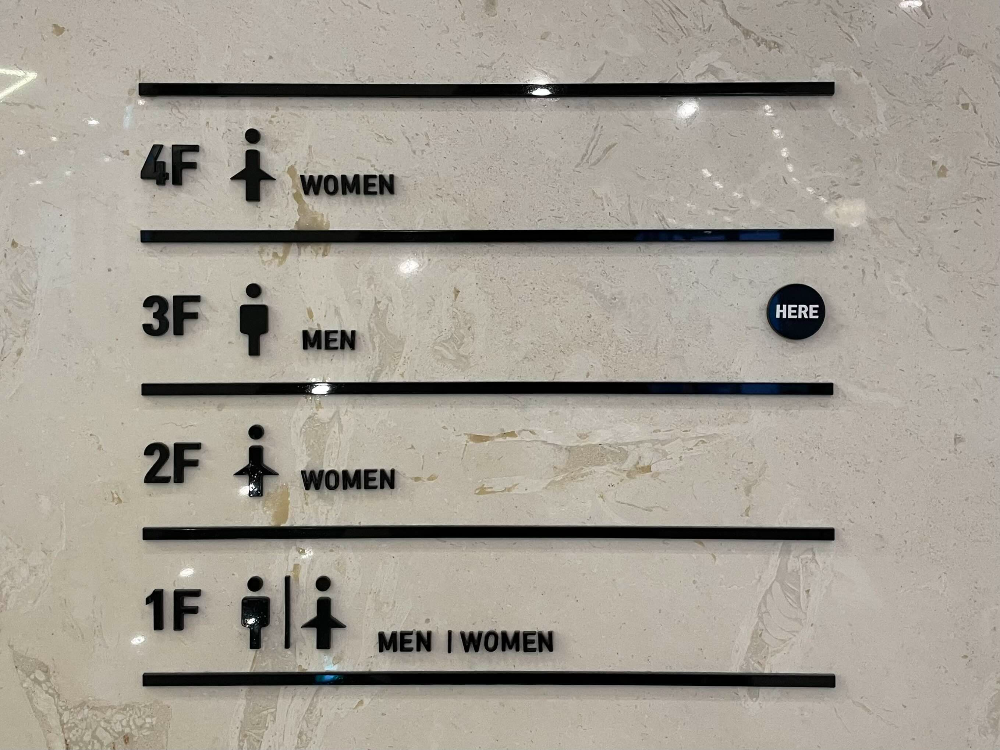 4F WOMEN
3F MEN HERE
2F WOMEN
1F MEN | WOMEN